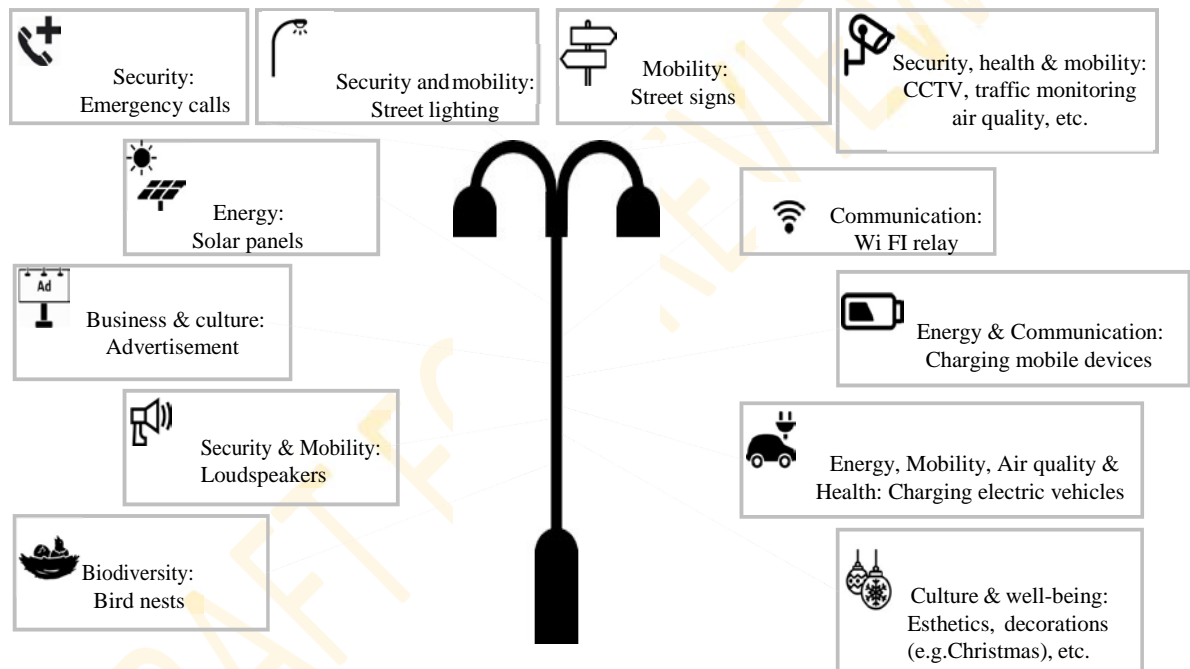 Security:
Emergency calls
Security and mobility:
Street lighting
Mobility:
Street signs
Security, health & mobility:
CCTV, traffic monitoring
air quality, etc.
Energy:
Solar panels
Communication:
Wi FI relay
Ad
Business & culture:
Advertisement
Energy & Communication:
Charging mobile devices
Security & Mobility:
Loudspeakers
Energy, Mobility, Air quality &
Health: Charging electric vehicles
Biodiversity:
Bird nests
Culture & well-being:
Esthetics, decorations
(e.g.Christmas), etc.